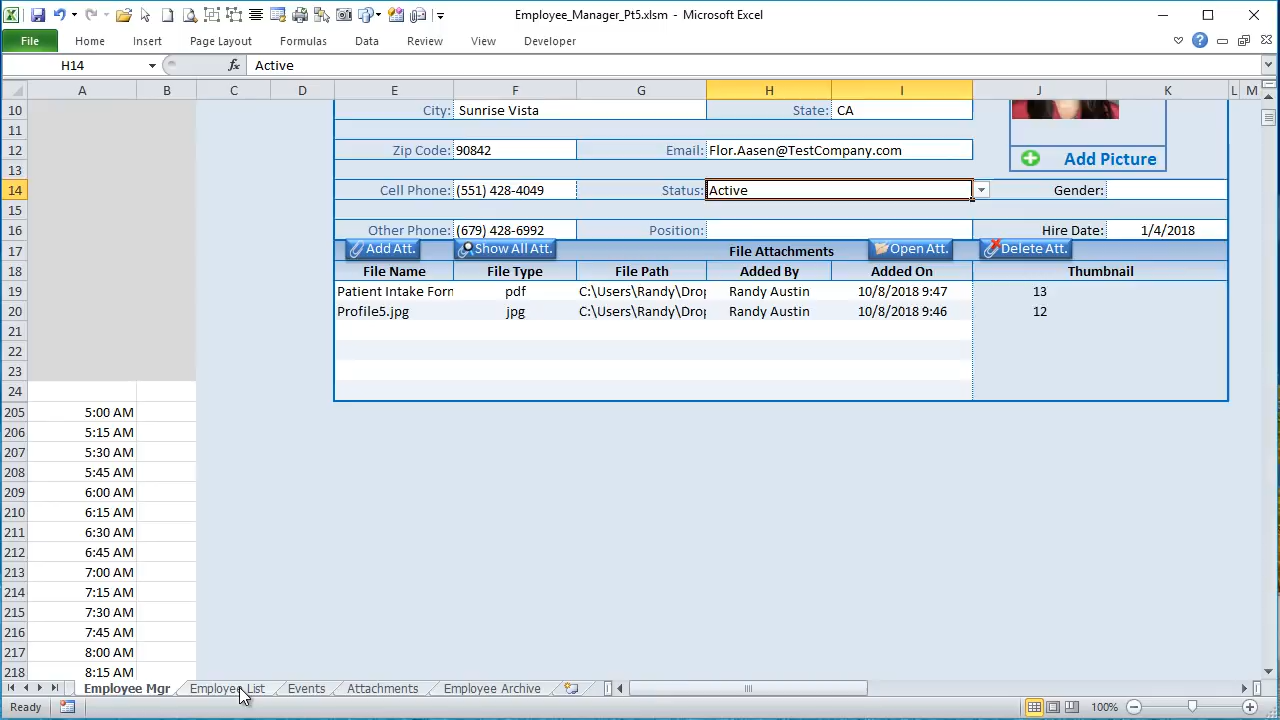 Employee_Manager_Pt5.xlsm - Microsoft Excel
File Home Insert Page Layout Formulas Data Review View Developer
H14 fx Active
A B C D E F G H I J K L M
10 City: Sunrise Vista State: CA
11
12 Zip Code: 90842 Email: Flor.Aasen@TestCompany.com Add Picture
13
14 Cell Phone: (551) 428-4049 Status: Active Gender:
15
16 Other Phone: (679) 428-6992 Position: Hire Date: 1/4/2018
17 Add Att. Show All Att. File Attachments Open Att. Delete Att.
18 File Name File Type File Path Added By Added On Thumbnail
19 Patient Intake Forn pdf C:\Users\Randy\Drop Randy Austin 10/8/2018 9:47 13
20 Profile5.jpg jpg C:\Users\Randy\Drop Randy Austin 10/8/2018 9:46 12
21
22
23
24
205 5:00 AM
206 5:15 AM
207 5:30 AM
208 5:45 AM
209 6:00 AM
210 6:15 AM
211 6:30 AM
212 6:45 AM
213 7:00 AM
214 7:15 AM
215 7:30 AM
216 7:45 AM
217 8:00 AM
218 8:15 AM
Employee Mgr Employee List Events Attachments Employee Archive
Ready 100%